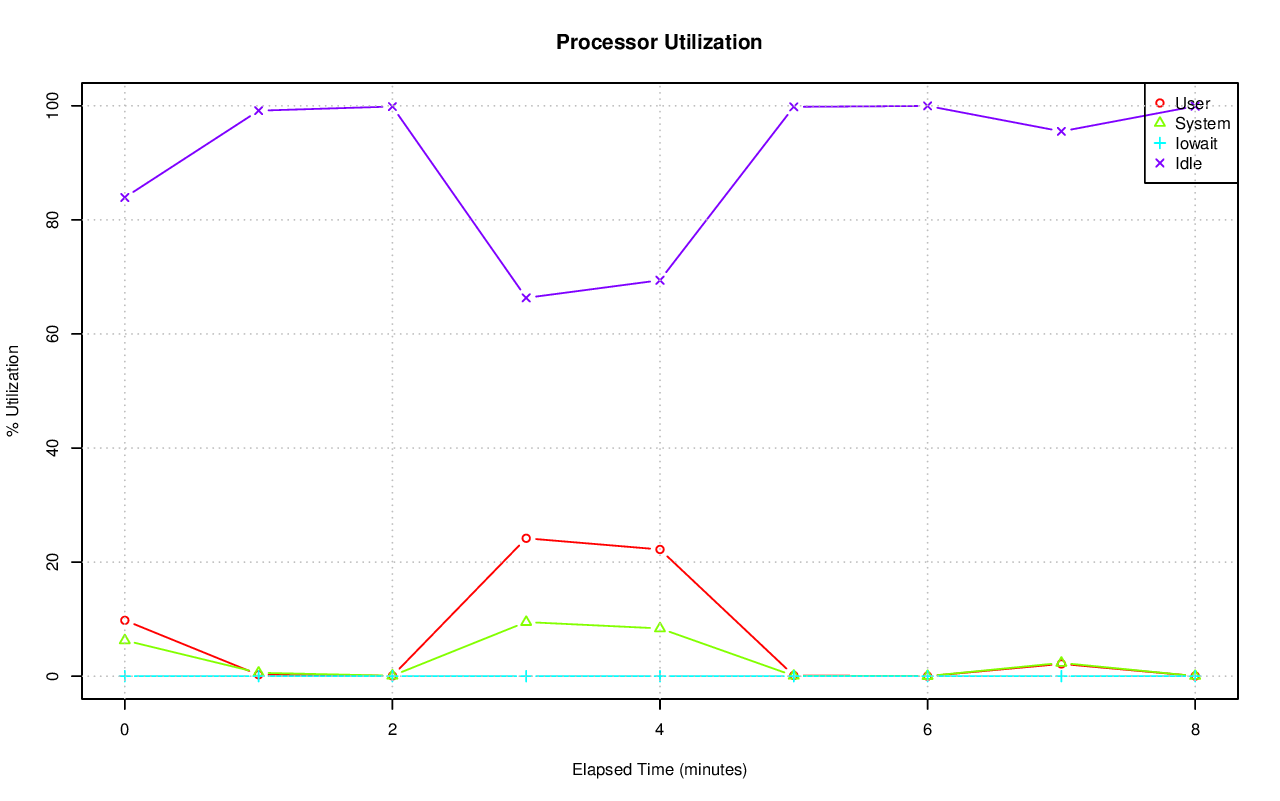 Processor Utilization
% Utilization
100
80
60
40
20
0
User
System
Iowait
Idle
0 2 4 6 8
Elapsed Time (minutes)